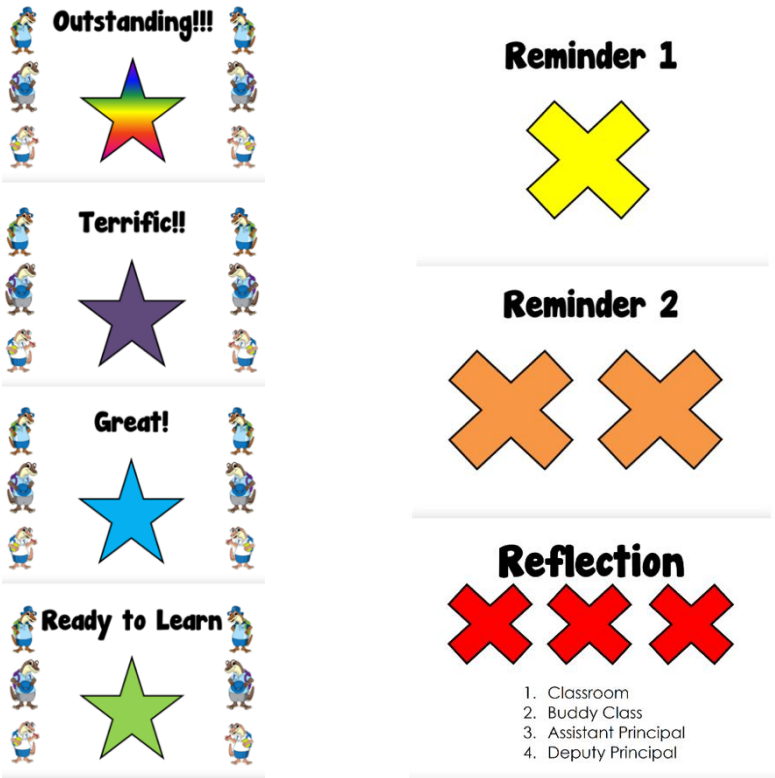 Outstanding!!!
Terrific!!
Great!
Ready to Learn
Reminder 1
Reminder 2
Reflection
1. Classroom
2. Buddy Class
3. Assistant Principal
4. Deputy Principal